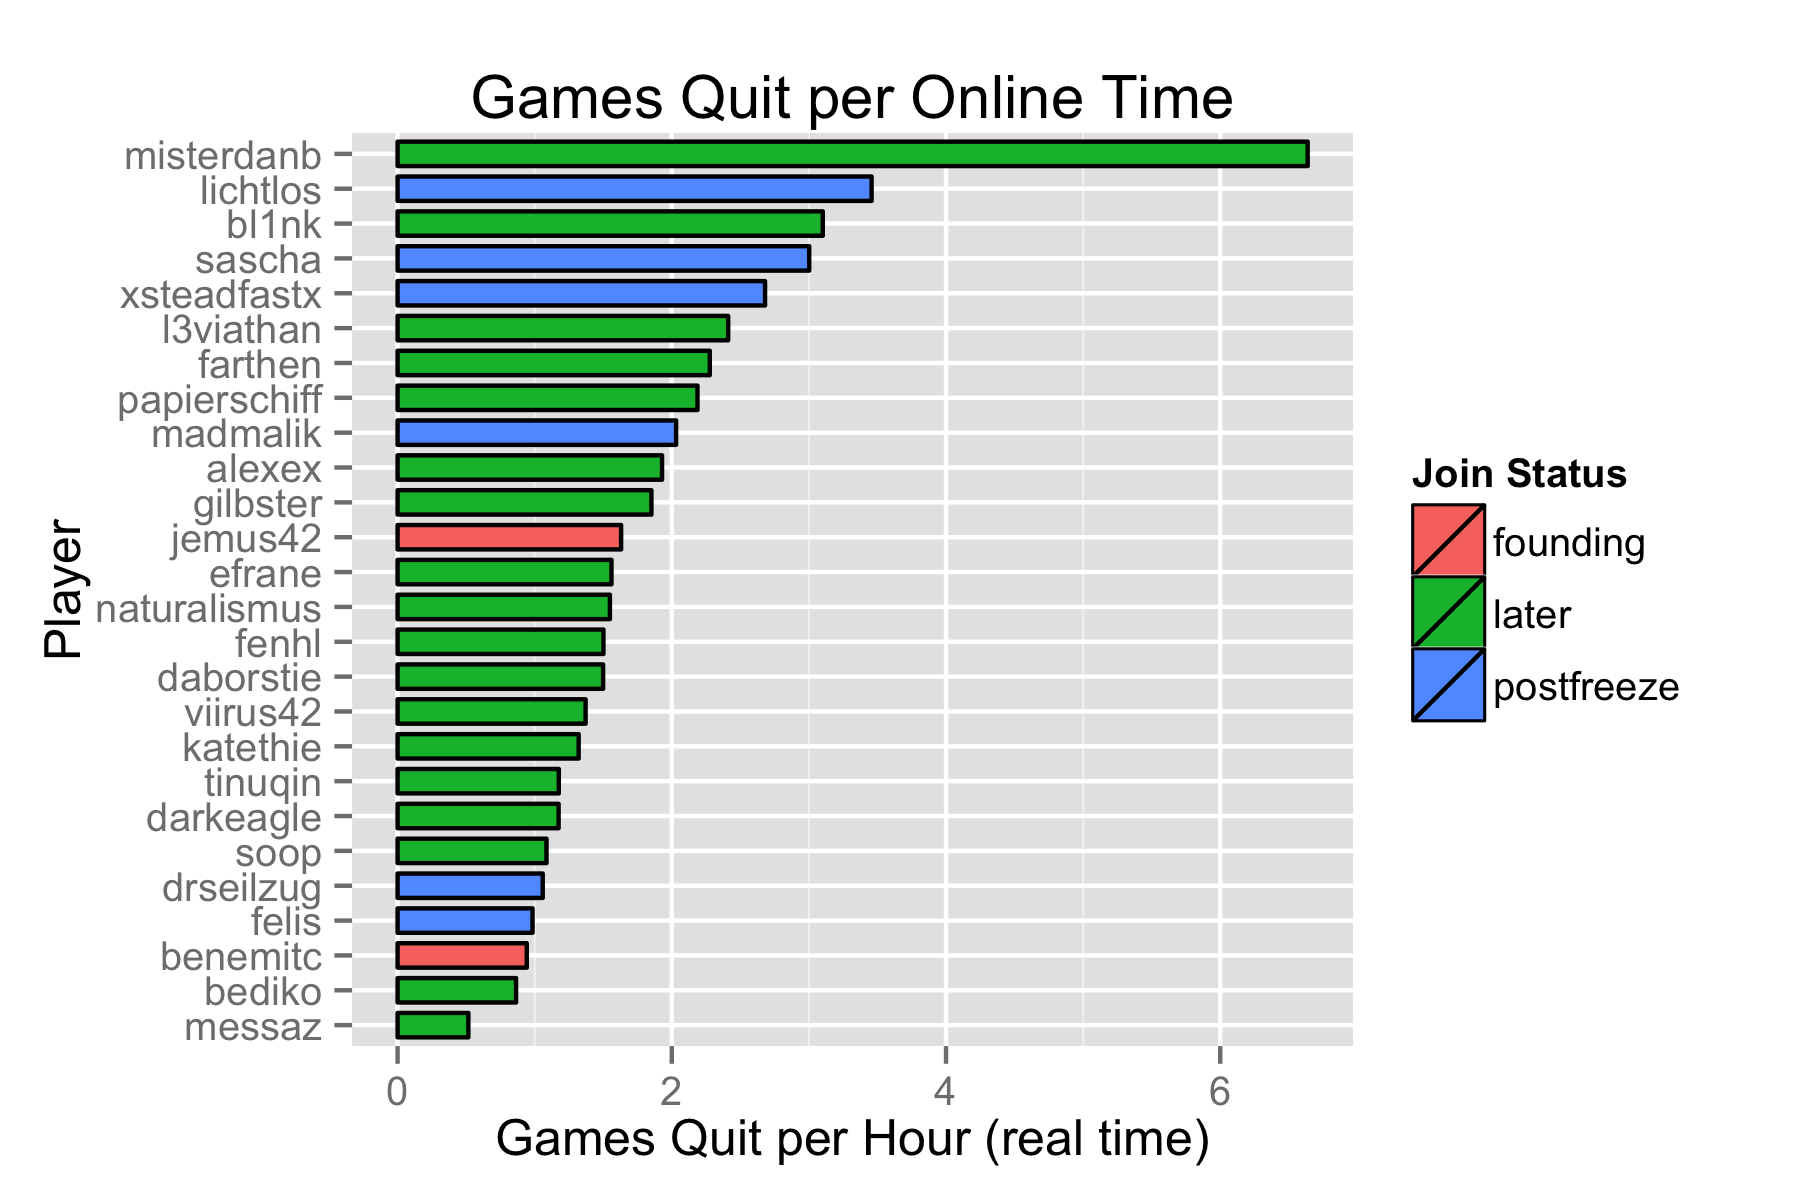 Games Quit per Online Time
Player
misterdanb
lichtlos
bl1nk
sascha
xsteadfastx
l3viathan
farthen
papierschiff
madmalik
alexex
gilbster
jemus42
efrane
naturalismus
fenhl
daborstie
viirus42
katethie
tinuqin
darkeagle
soop
drseilzug
felis
benemitc
bediko
messaz
0 2 4 6
Games Quit per Hour (real time)
Join Status
founding
later
postfreeze